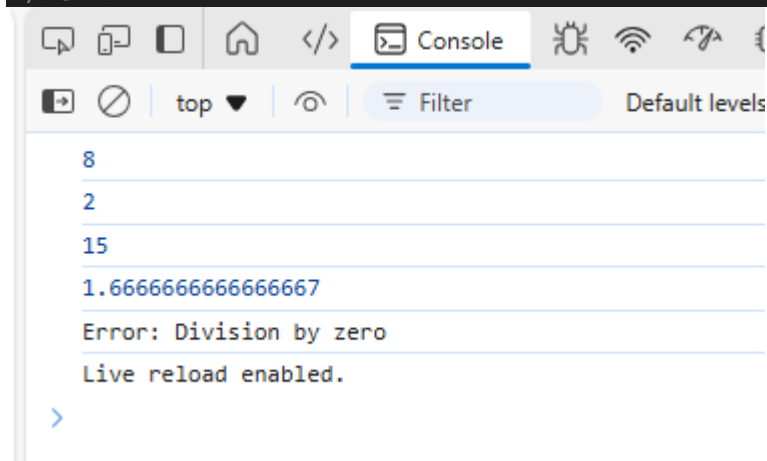 Console
top Filter Default levels
8
2
15
1.6666666666666667
Error: Division by zero
Live reload enabled.